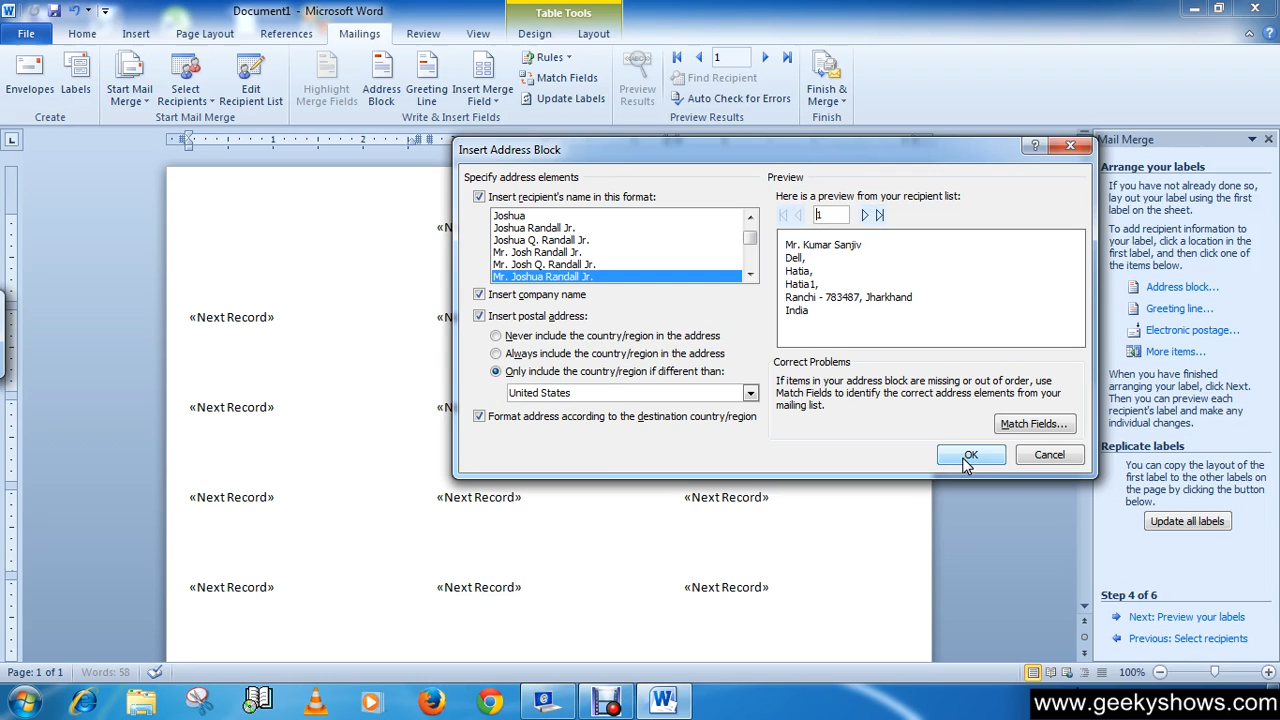 Document1 - Microsoft Word
Table Tools
File Home Insert Page Layout References Mailings Review View Design Layout
Envelopes Labels
Create
Start Mail Merge Select Recipients Edit Recipient List
Start Mail Merge
Highlight Merge Fields Address Block Greeting Line Insert Merge Field
Rules
Match Fields
Update Labels
Write & Insert Fields
Preview Results
1
Find Recipient
Auto Check for Errors
Preview Results
Finish & Merge
Finish
Insert Address Block
Specify address elements
Insert recipient's name in this format:
Joshua
Joshua Randall Jr.
Joshua Q. Randall Jr.
Mr. Josh Randall Jr.
Mr. Josh Q. Randall Jr.
Mr. Joshua Randall Jr.
Insert company name
Insert postal address:
Never include the country/region in the address
Always include the country/region in the address
Only include the country/region if different than:
United States
Format address according to the destination country/region
Preview
Here is a preview from your recipient list:
1
Mr. Kumar Sanjiv
Dell,
Hatia,
Hatia1,
Ranchi - 783487, Jharkhand
India
Correct Problems
If items in your address block are missing or out of order, use
Match Fields to identify the correct address elements from your
mailing list.
Match Fields...
OK Cancel
«Next Record»
«Next Record»
«Next Record» «Next Record»
«Next Record» «Next Record» «Next Record»
Mail Merge
Arrange your labels
If you have not already done so,
lay out your label using the first
label on the sheet.
To add recipient information to
your label, click a location in the
first label, and then click one of
the items below.
Address block...
Greeting line...
Electronic postage...
More items...
When you have finished
arranging your label, click Next.
Then you can preview each
recipient's label and make any
individual changes.
Replicate labels
You can copy the layout of the
first label to the other labels on
the page by clicking the button
below.
Update all labels
Step 4 of 6
Next: Preview your labels
Previous: Select recipients
Page: 1 of 1 Words: 58
100%
www.geekyshows.com